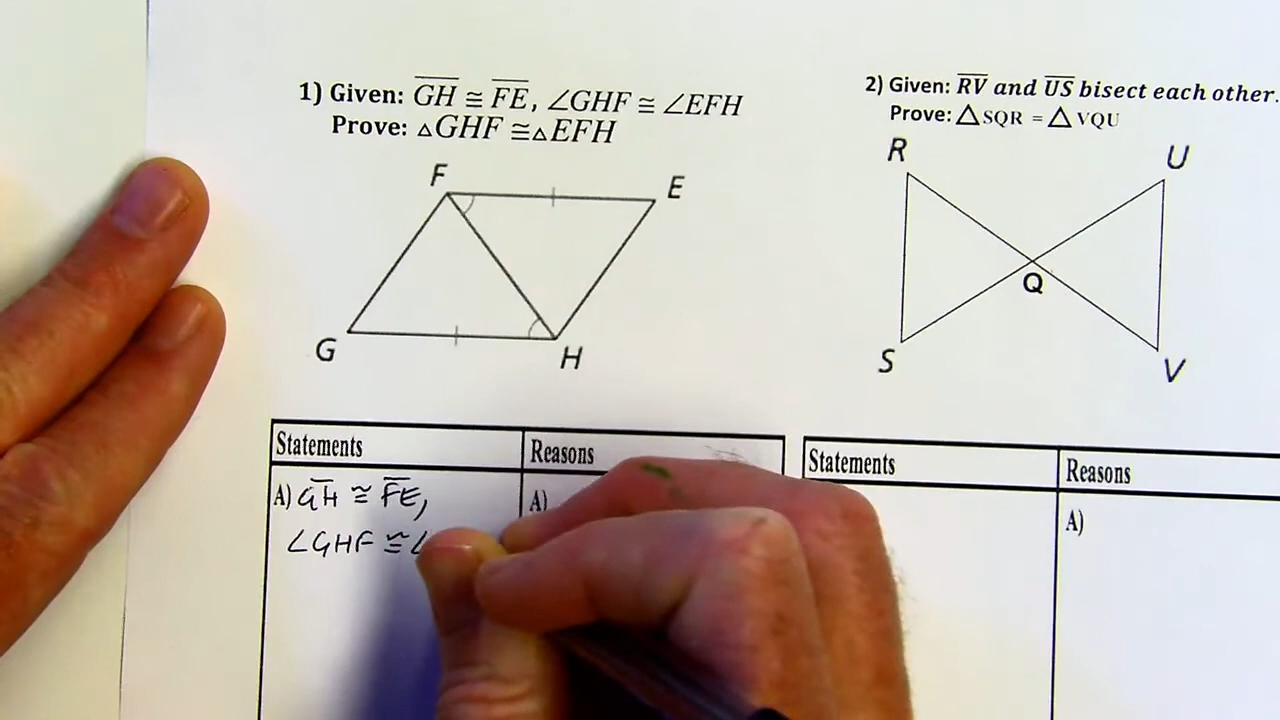 1) Given: GH ≅ FE, ∠GHF ≅ ∠EFH
Prove: △GHF ≅ △EFH
F
E
G
H
Statements
Reasons
A) GH ≅ FE,
∠GHF ≅ ∠
A)
2) Given: RV and US bisect each other.
Prove: △ SQR = △ VQU
R
U
Q
S
V
Statements
Reasons
A)